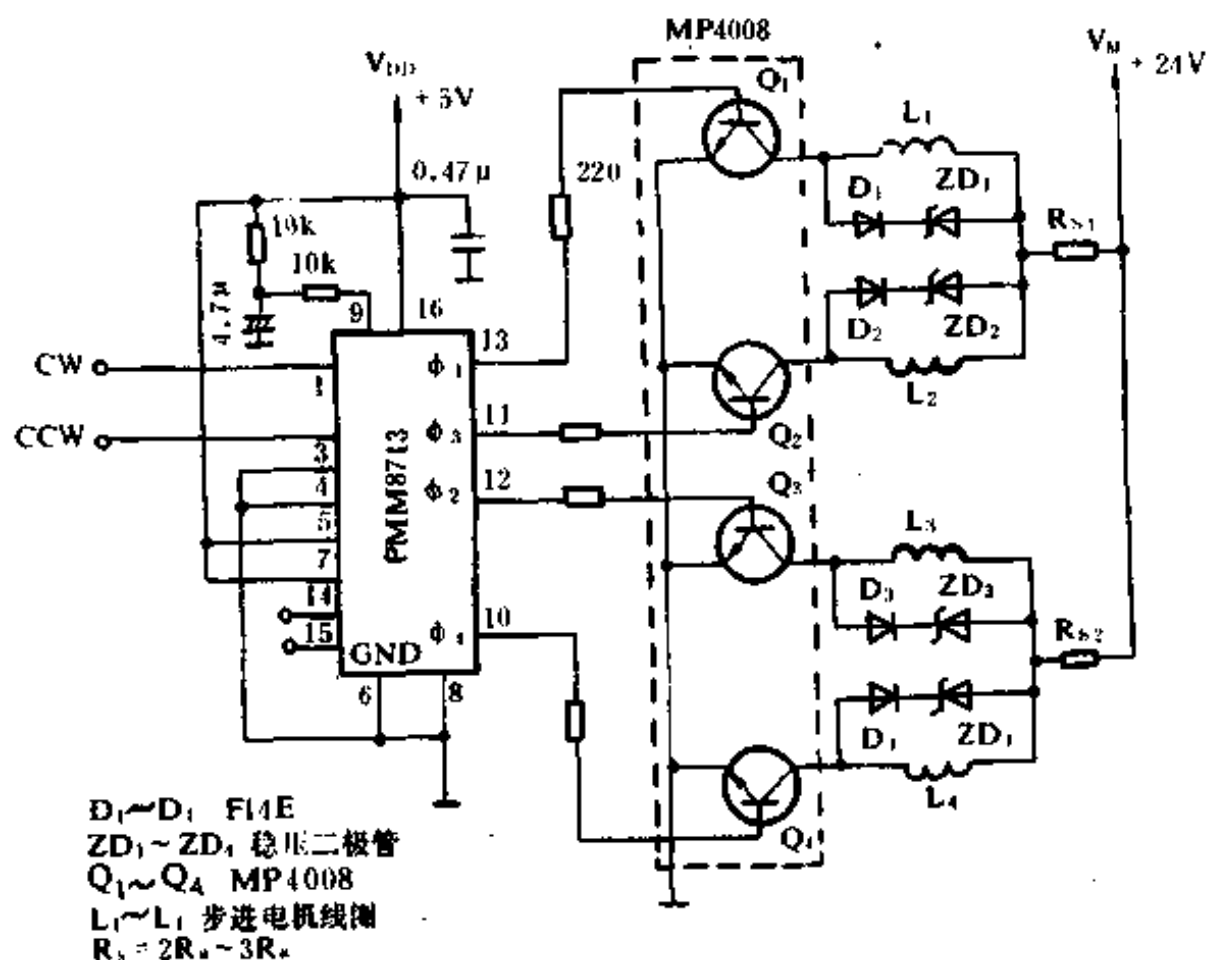 MP4008
V_DD
+5V
V_M
+24V
Q₁
L₁
0.47μ
220
D₁
ZD₁
R_S1
10k
10k
4.7μ
9
16
D₂
ZD₂
13
CW
1
Φ₁
L₂
11
CCW
3
Φ₃
Q₂
4
12
Q₃
5
Φ₂
PMM8713
L₃
7
D₃
ZD₃
14
10
15
Φ₄
R_S2
GND
6
8
ZD₄
L₄
Q₄
D₁~D₄ F14E
ZD₁~ZD₄ 稳压二极管
Q₁~Q₄ MP4008
L₁~L₄ 步进电机线圈